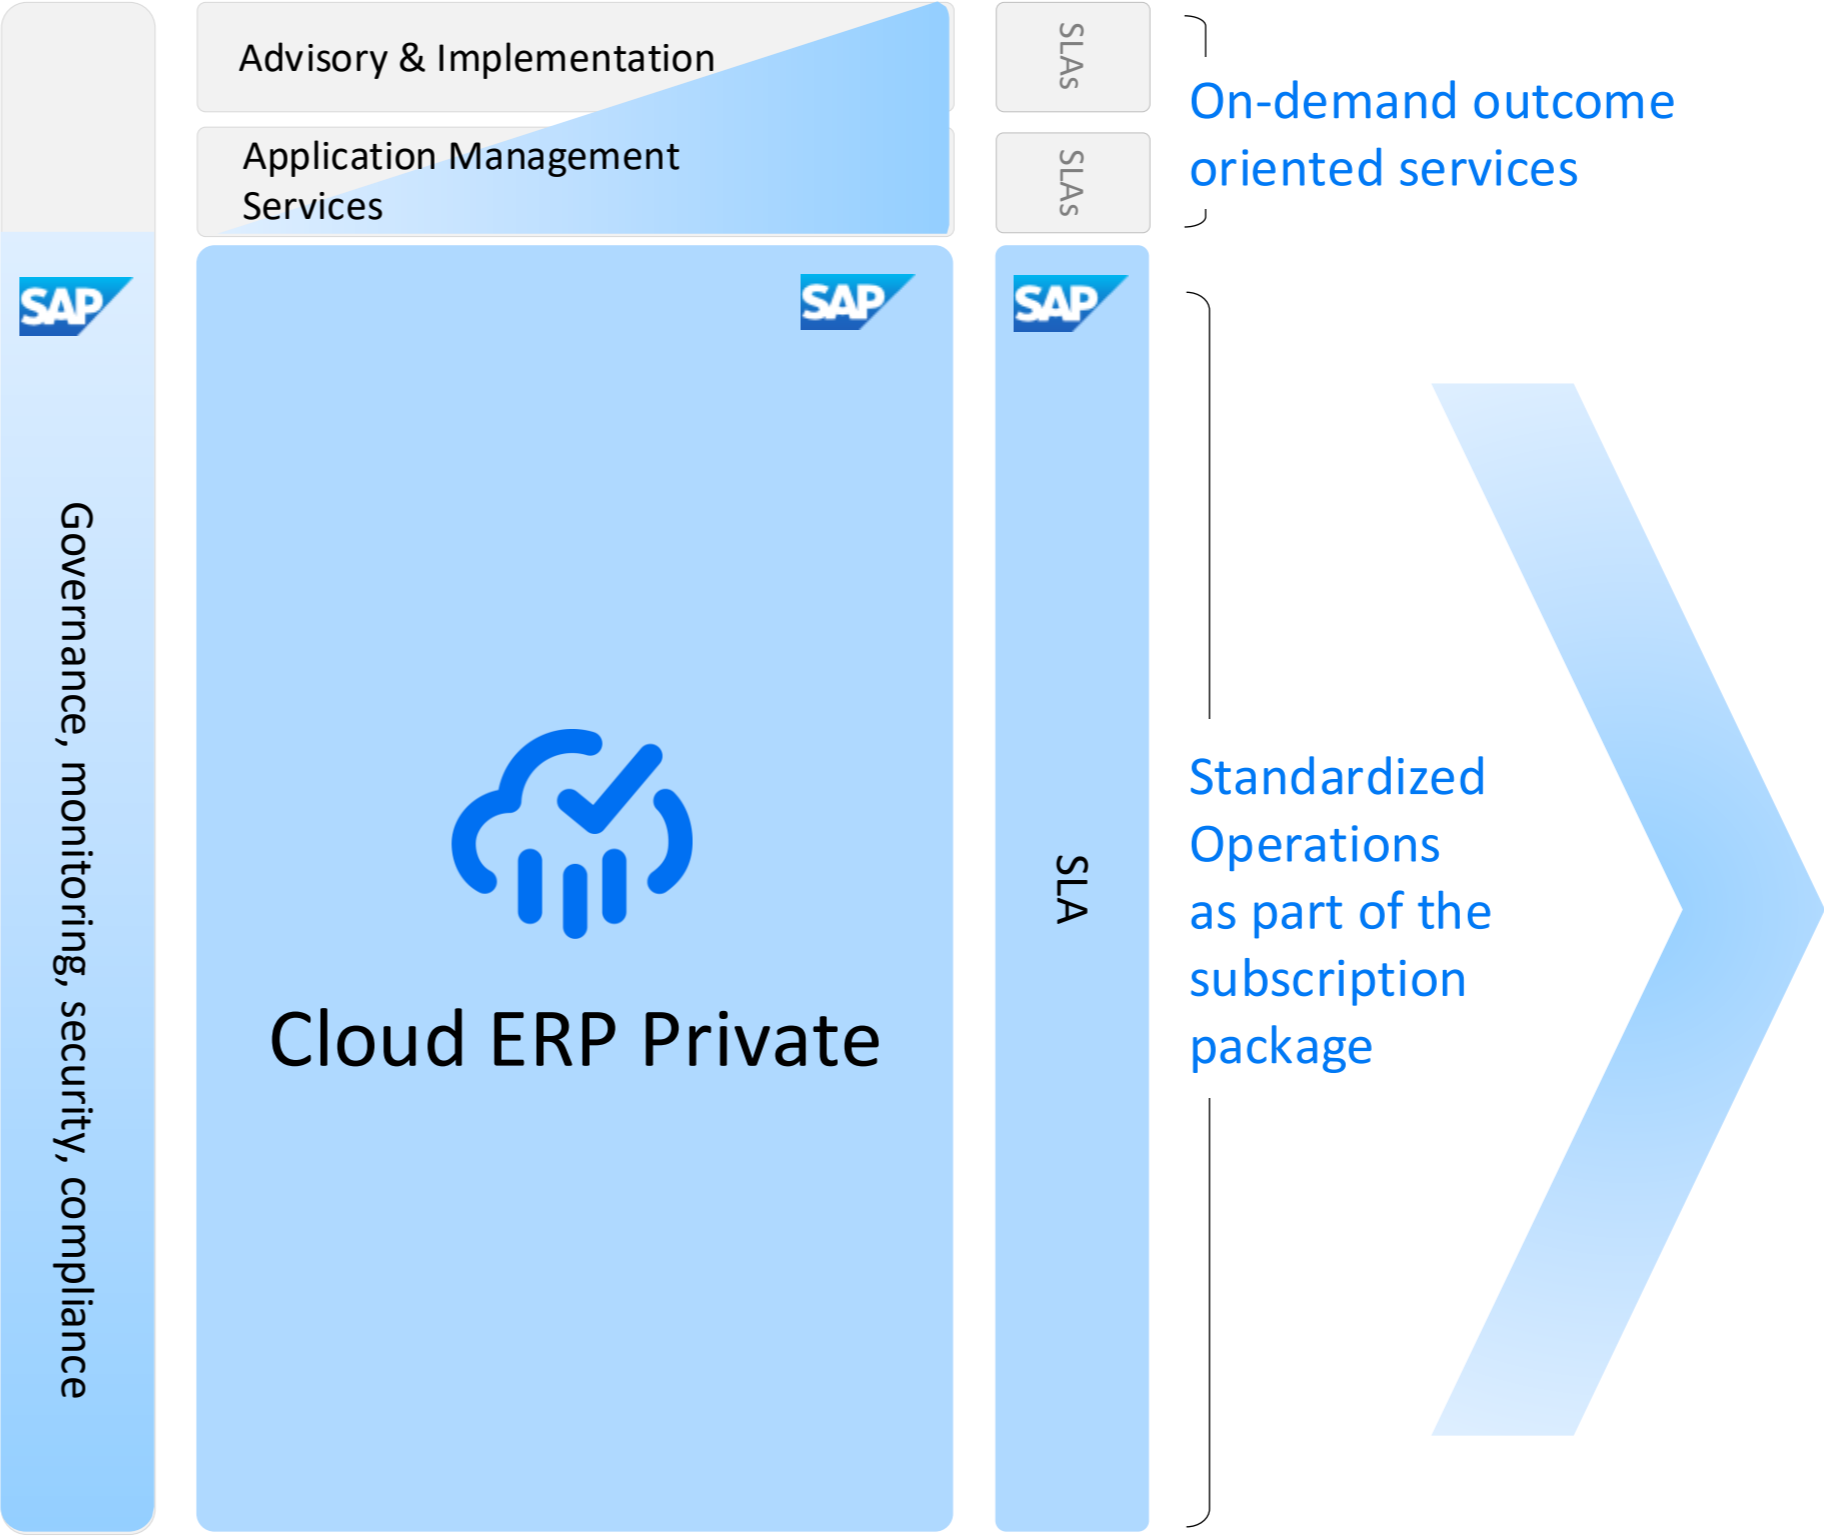 Advisory & Implementation
Application Management
Services
SLAs
SLAs
On-demand outcome
oriented services
SAP
SAP
SAP
Governance, monitoring, security, compliance
Cloud ERP Private
SLA
Standardized
Operations
as part of the
subscription
package